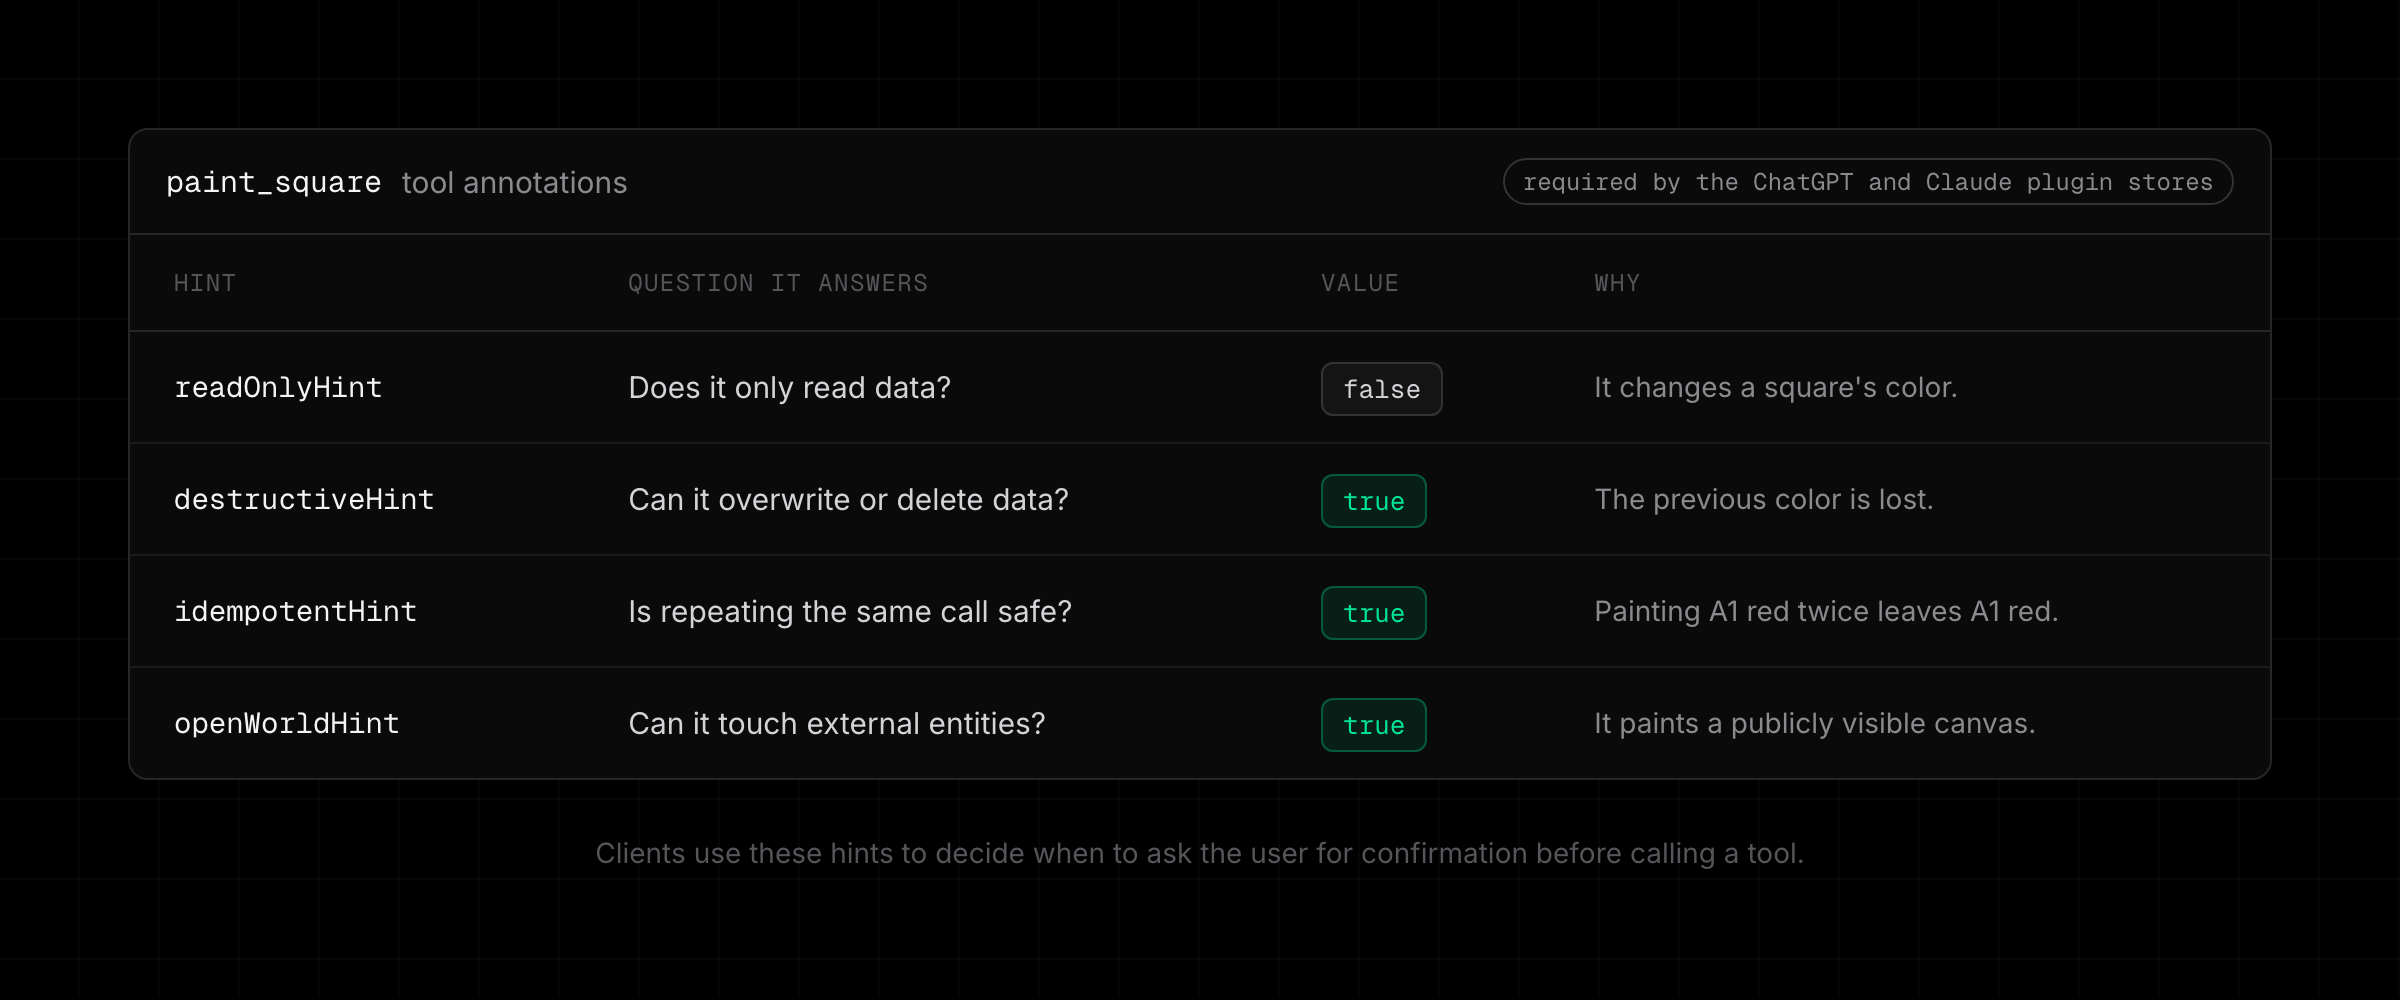 paint_square tool annotations
required by the ChatGPT and Claude plugin stores
HINT QUESTION IT ANSWERS VALUE WHY
readOnlyHint Does it only read data? false It changes a square's color.
destructiveHint Can it overwrite or delete data? true The previous color is lost.
idempotentHint Is repeating the same call safe? true Painting A1 red twice leaves A1 red.
openWorldHint Can it touch external entities? true It paints a publicly visible canvas.
Clients use these hints to decide when to ask the user for confirmation before calling a tool.